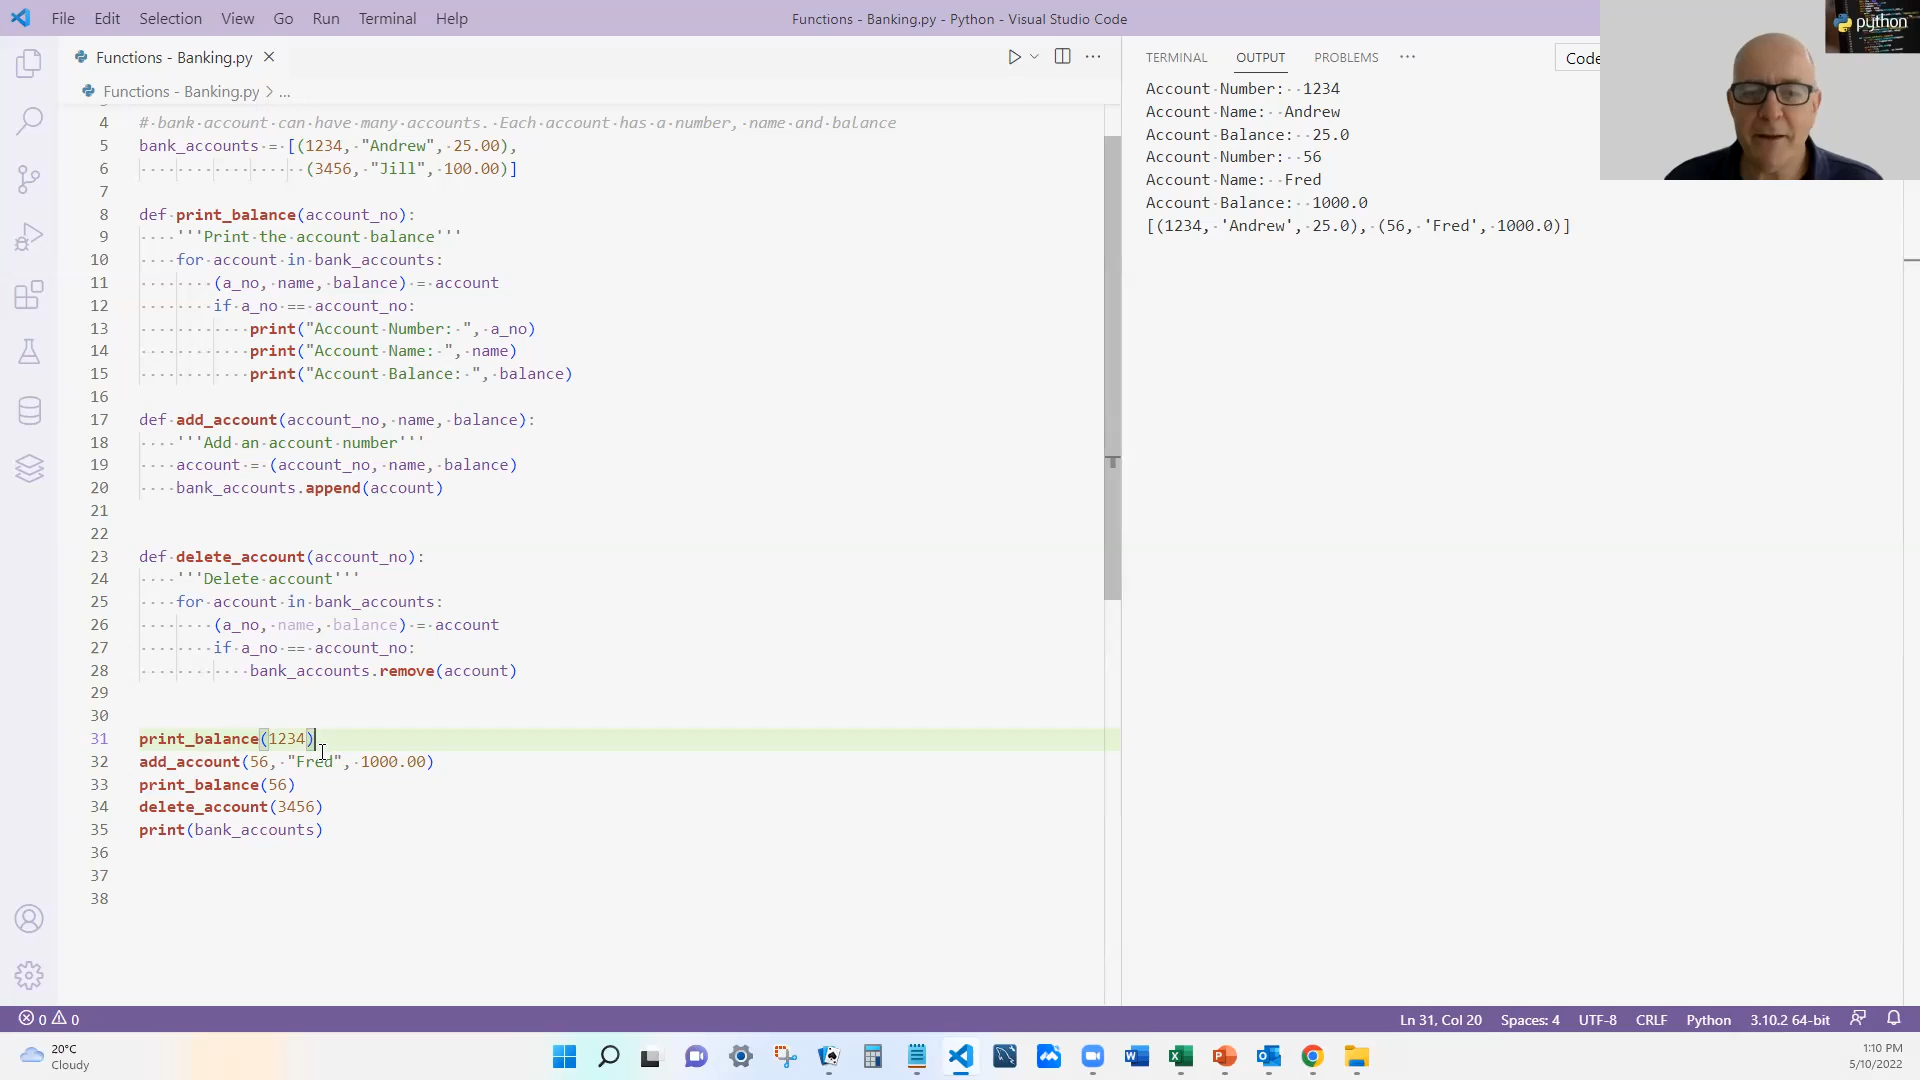 File Edit Selection View Go Run Terminal Help
Functions - Banking.py - Python - Visual Studio Code
python
Functions - Banking.py
Functions - Banking.py > ...
4 # bank account can have many accounts. Each account has a number, name and balance
5 bank_accounts = [(1234, "Andrew", 25.00),
6 (3456, "Jill", 100.00)]
7
8 def print_balance(account_no):
9 '''Print the account balance'''
10 for account in bank_accounts:
11 (a_no, name, balance) = account
12 if a_no == account_no:
13 print("Account Number: ", a_no)
14 print("Account Name: ", name)
15 print("Account Balance: ", balance)
16
17 def add_account(account_no, name, balance):
18 '''Add an account number'''
19 account = (account_no, name, balance)
20 bank_accounts.append(account)
21
22
23 def delete_account(account_no):
24 '''Delete account'''
25 for account in bank_accounts:
26 (a_no, name, balance) = account
27 if a_no == account_no:
28 bank_accounts.remove(account)
29
30
31 print_balance(1234)
32 add_account(56, "Fred", 1000.00)
33 print_balance(56)
34 delete_account(3456)
35 print(bank_accounts)
36
37
38
TERMINAL OUTPUT PROBLEMS ... Code
Account Number: 1234
Account Name: Andrew
Account Balance: 25.0
Account Number: 56
Account Name: Fred
Account Balance: 1000.0
[(1234, 'Andrew', 25.0), (56, 'Fred', 1000.0)]
0 0
Ln 31, Col 20 Spaces: 4 UTF-8 CRLF Python 3.10.2 64-bit
20°C
Cloudy
1:10 PM
5/10/2022